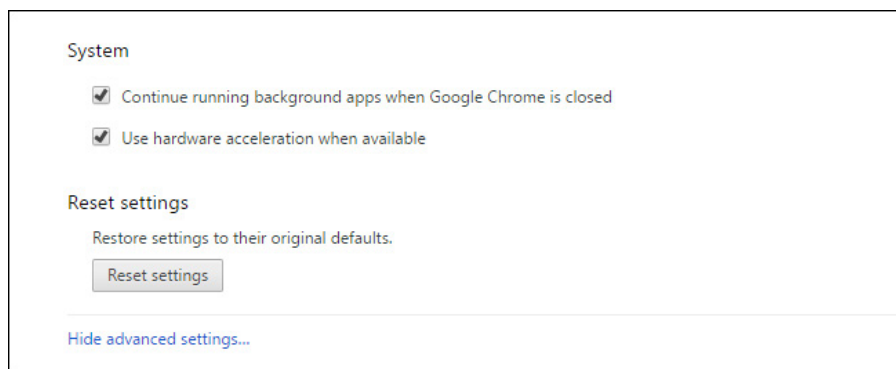 System
Continue running background apps when Google Chrome is closed
Use hardware acceleration when available
Reset settings
Restore settings to their original defaults.
Reset settings
Hide advanced settings...